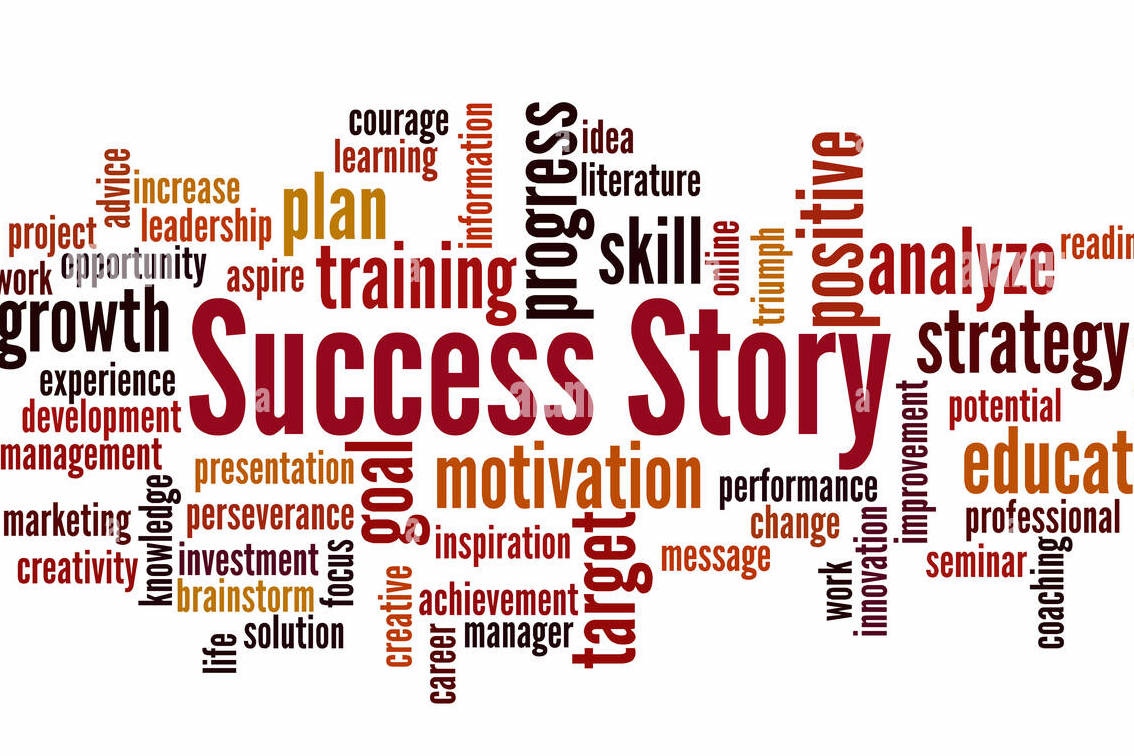 courage
learning
information
progress
idea
literature
positive
advice
increase
leadership
plan
project
opportunity
work
aspire
training
skill
online
triumph
analyze
readin
growth
Success Story
strategy
experience
development
management
presentation
goal
motivation
performance
improvement
potential
educat
marketing
knowledge
perseverance
change
professional
creativity
investment
focus
inspiration
target
message
work
innovation
seminar
coaching
brainstorm
creative
achievement
life
solution
career
manager